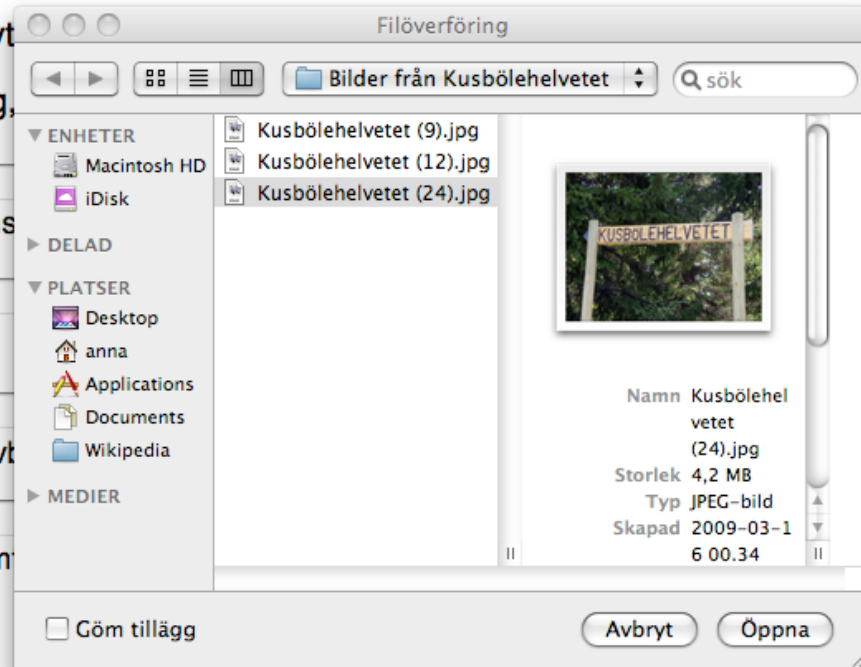 Filöverföring
Bilder från Kusbölehelvetet
sök
ENHETER
Macintosh HD
iDisk
DELAD
PLATSER
Desktop
anna
Applications
Documents
Wikipedia
MEDIER
Kusbölehelvetet (9).jpg
Kusbölehelvetet (12).jpg
Kusbölehelvetet (24).jpg
KUSBÖLEHELVETET
Namn Kusbölehel
vetet
(24).jpg
Storlek 4,2 MB
Typ JPEG-bild
Skapad 2009-03-1
6 00.34
Göm tillägg
Avbryt
Öppna